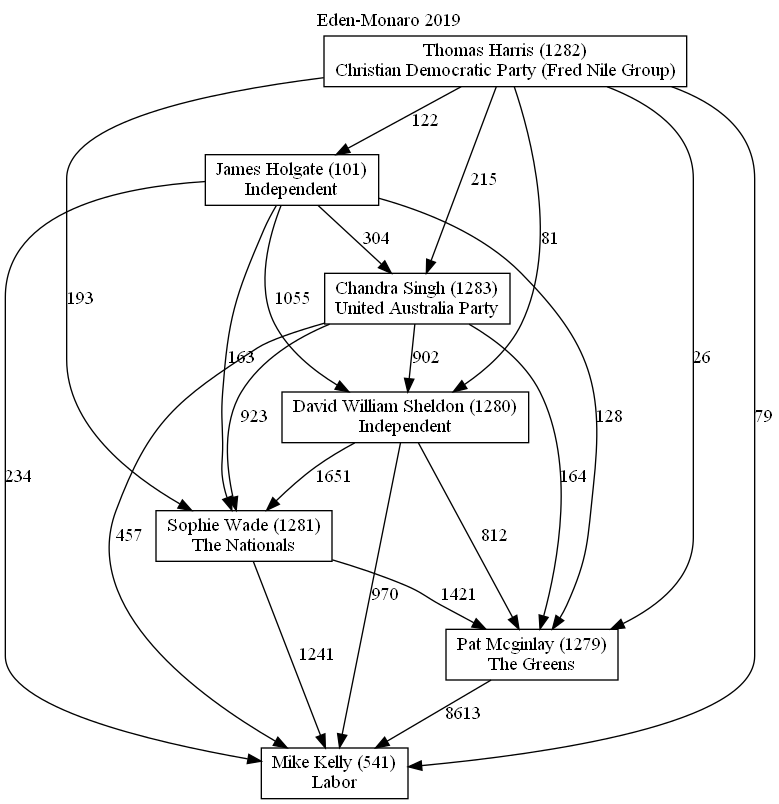 Eden-Monaro 2019
Thomas Harris (1282)
Christian Democratic Party (Fred Nile Group)
122
James Holgate (101)
Independent
215
304
81
Chandra Singh (1283)
United Australia Party
193
1055
163
902
26
David William Sheldon (1280)
Independent
923
128
79
234
1651
164
Sophie Wade (1281)
The Nationals
457
812
970
1421
Pat Mcginlay (1279)
The Greens
1241
8613
Mike Kelly (541)
Labor